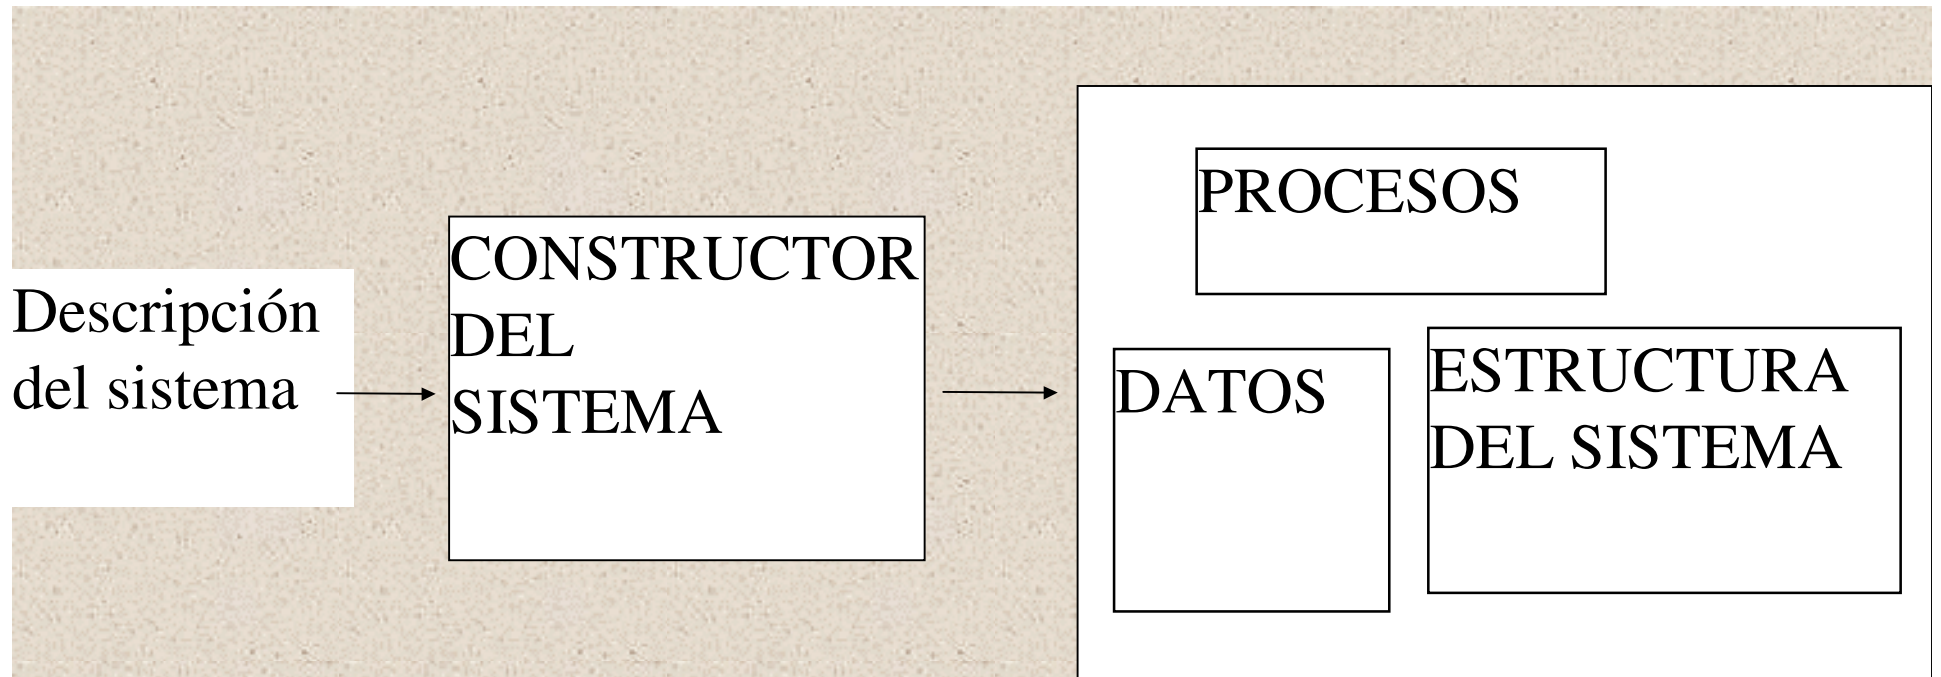 Descripción
del sistema
CONSTRUCTOR
DEL
SISTEMA
PROCESOS
DATOS
ESTRUCTURA
DEL SISTEMA